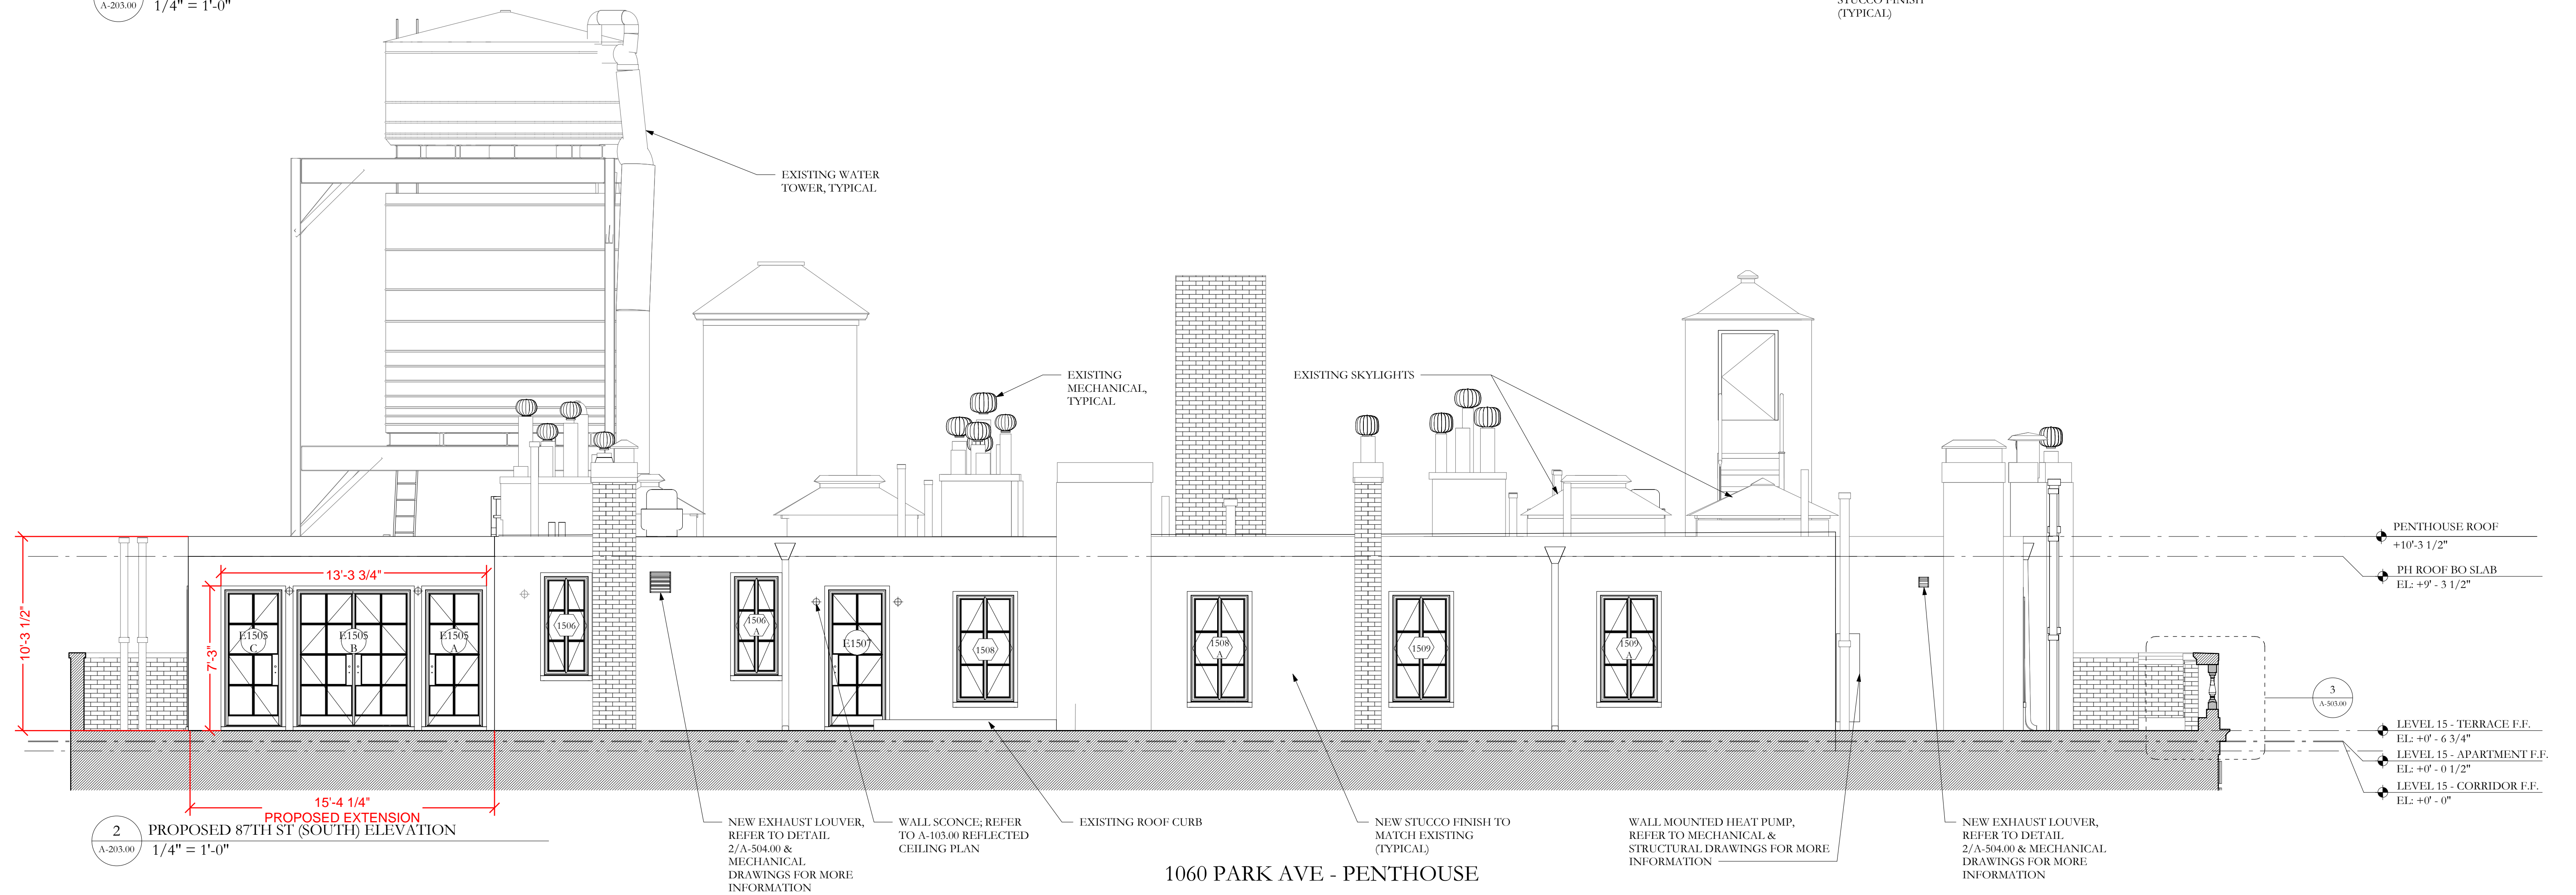 A-203.00
1/4" = 1'-0"
STUCCO FINISH
(TYPICAL)
EXISTING WATER
TOWER, TYPICAL
EXISTING
MECHANICAL,
TYPICAL
EXISTING SKYLIGHTS
PENTHOUSE ROOF
+10'-3 1/2"
PH ROOF BO SLAB
EL: +9' - 3 1/2"
13'-3 3/4"
10'-3 1/2"
7'-3"
E1505
C
E1505
B
E1505
A
1506
1506
A
E1507
1508
1508
A
1509
1509
A
3
A-503.00
LEVEL 15 - TERRACE F.F.
EL: +0' - 6 3/4"
LEVEL 15 - APARTMENT F.F.
EL: +0' - 0 1/2"
LEVEL 15 - CORRIDOR F.F.
EL: +0' - 0"
15'-4 1/4"
PROPOSED EXTENSION
2
A-203.00
PROPOSED 87TH ST (SOUTH) ELEVATION
1/4" = 1'-0"
NEW EXHAUST LOUVER,
REFER TO DETAIL
2/A-504.00 &
MECHANICAL
DRAWINGS FOR MORE
INFORMATION
WALL SCONCE; REFER
TO A-103.00 REFLECTED
CEILING PLAN
EXISTING ROOF CURB
NEW STUCCO FINISH TO
MATCH EXISTING
(TYPICAL)
WALL MOUNTED HEAT PUMP,
REFER TO MECHANICAL &
STRUCTURAL DRAWINGS FOR MORE
INFORMATION
NEW EXHAUST LOUVER,
REFER TO DETAIL
2/A-504.00 & MECHANICAL
DRAWINGS FOR MORE
INFORMATION
1060 PARK AVE - PENTHOUSE